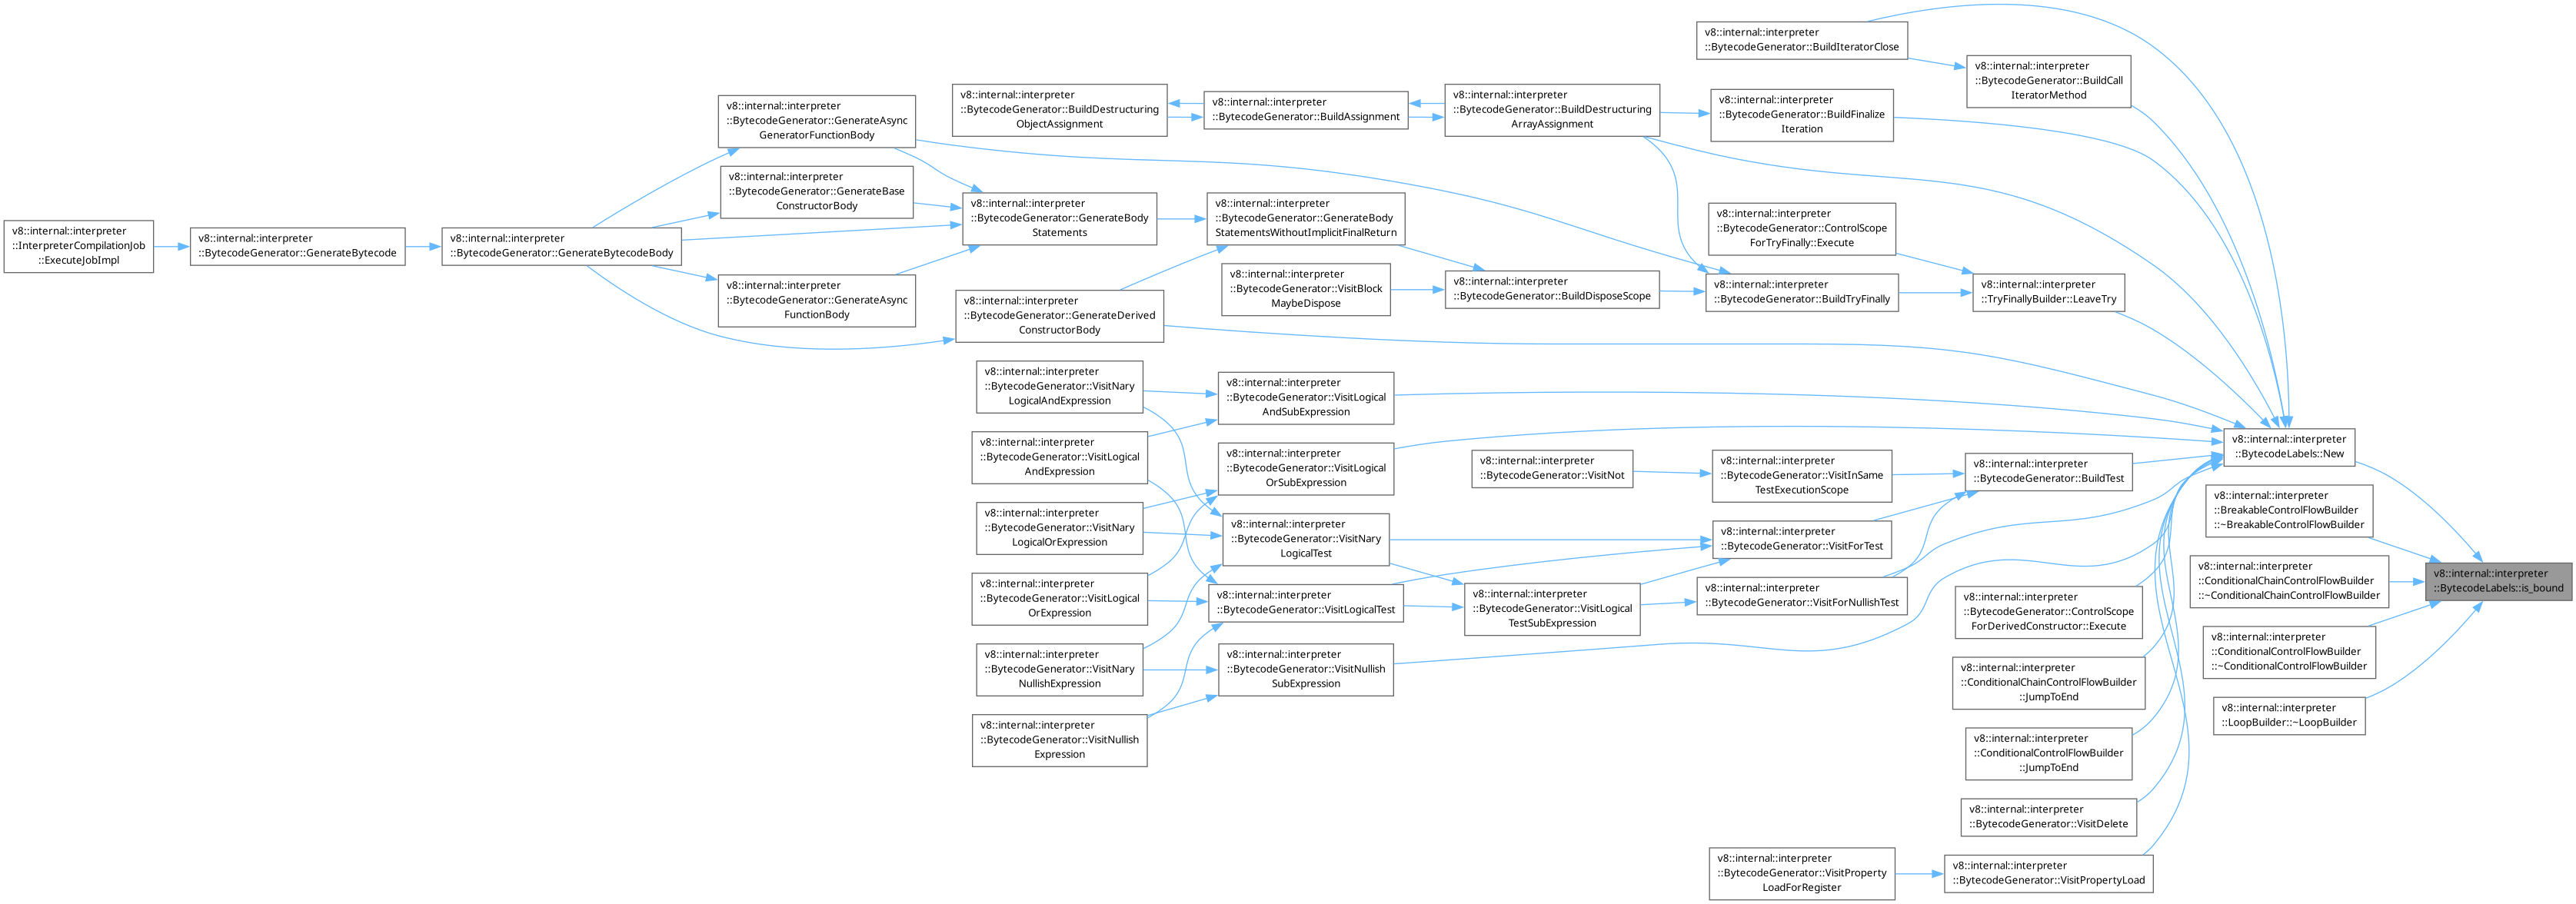 v8::internal::interpreter
::InterpreterCompilationJob
::ExecuteJobImpl
v8::internal::interpreter
::BytecodeGenerator::GenerateBytecode
v8::internal::interpreter
::BytecodeGenerator::GenerateBytecodeBody
v8::internal::interpreter
::BytecodeGenerator::GenerateAsync
GeneratorFunctionBody
v8::internal::interpreter
::BytecodeGenerator::GenerateBase
ConstructorBody
v8::internal::interpreter
::BytecodeGenerator::GenerateAsync
FunctionBody
v8::internal::interpreter
::BytecodeGenerator::BuildDestructuring
ObjectAssignment
v8::internal::interpreter
::BytecodeGenerator::GenerateBody
Statements
v8::internal::interpreter
::BytecodeGenerator::GenerateDerived
ConstructorBody
v8::internal::interpreter
::BytecodeGenerator::VisitNary
LogicalAndExpression
v8::internal::interpreter
::BytecodeGenerator::VisitLogical
AndExpression
v8::internal::interpreter
::BytecodeGenerator::VisitNary
LogicalOrExpression
v8::internal::interpreter
::BytecodeGenerator::VisitLogical
OrExpression
v8::internal::interpreter
::BytecodeGenerator::VisitNary
NullishExpression
v8::internal::interpreter
::BytecodeGenerator::VisitNullish
Expression
v8::internal::interpreter
::BytecodeGenerator::BuildAssignment
v8::internal::interpreter
::BytecodeGenerator::GenerateBody
StatementsWithoutImplicitFinalReturn
v8::internal::interpreter
::BytecodeGenerator::VisitBlock
MaybeDispose
v8::internal::interpreter
::BytecodeGenerator::VisitLogical
AndSubExpression
v8::internal::interpreter
::BytecodeGenerator::VisitLogical
OrSubExpression
v8::internal::interpreter
::BytecodeGenerator::VisitNary
LogicalTest
v8::internal::interpreter
::BytecodeGenerator::VisitLogicalTest
v8::internal::interpreter
::BytecodeGenerator::VisitNullish
SubExpression
v8::internal::interpreter
::BytecodeGenerator::BuildDestructuring
ArrayAssignment
v8::internal::interpreter
::BytecodeGenerator::BuildDisposeScope
v8::internal::interpreter
::BytecodeGenerator::VisitNot
v8::internal::interpreter
::BytecodeGenerator::VisitLogical
TestSubExpression
v8::internal::interpreter
::BytecodeGenerator::BuildIteratorClose
v8::internal::interpreter
::BytecodeGenerator::BuildFinalize
Iteration
v8::internal::interpreter
::BytecodeGenerator::ControlScope
ForTryFinally::Execute
v8::internal::interpreter
::BytecodeGenerator::BuildTryFinally
v8::internal::interpreter
::BytecodeGenerator::VisitInSame
TestExecutionScope
v8::internal::interpreter
::BytecodeGenerator::VisitForTest
v8::internal::interpreter
::BytecodeGenerator::VisitForNullishTest
v8::internal::interpreter
::BytecodeGenerator::VisitProperty
LoadForRegister
v8::internal::interpreter
::BytecodeGenerator::BuildCall
IteratorMethod
v8::internal::interpreter
::TryFinallyBuilder::LeaveTry
v8::internal::interpreter
::BytecodeGenerator::BuildTest
v8::internal::interpreter
::BytecodeGenerator::ControlScope
ForDerivedConstructor::Execute
v8::internal::interpreter
::ConditionalChainControlFlowBuilder
::JumpToEnd
v8::internal::interpreter
::ConditionalControlFlowBuilder
::JumpToEnd
v8::internal::interpreter
::BytecodeGenerator::VisitDelete
v8::internal::interpreter
::BytecodeGenerator::VisitPropertyLoad
v8::internal::interpreter
::BytecodeLabels::New
v8::internal::interpreter
::BreakableControlFlowBuilder
::~BreakableControlFlowBuilder
v8::internal::interpreter
::ConditionalChainControlFlowBuilder
::~ConditionalChainControlFlowBuilder
v8::internal::interpreter
::ConditionalControlFlowBuilder
::~ConditionalControlFlowBuilder
v8::internal::interpreter
::LoopBuilder::~LoopBuilder
v8::internal::interpreter
::BytecodeLabels::is_bound